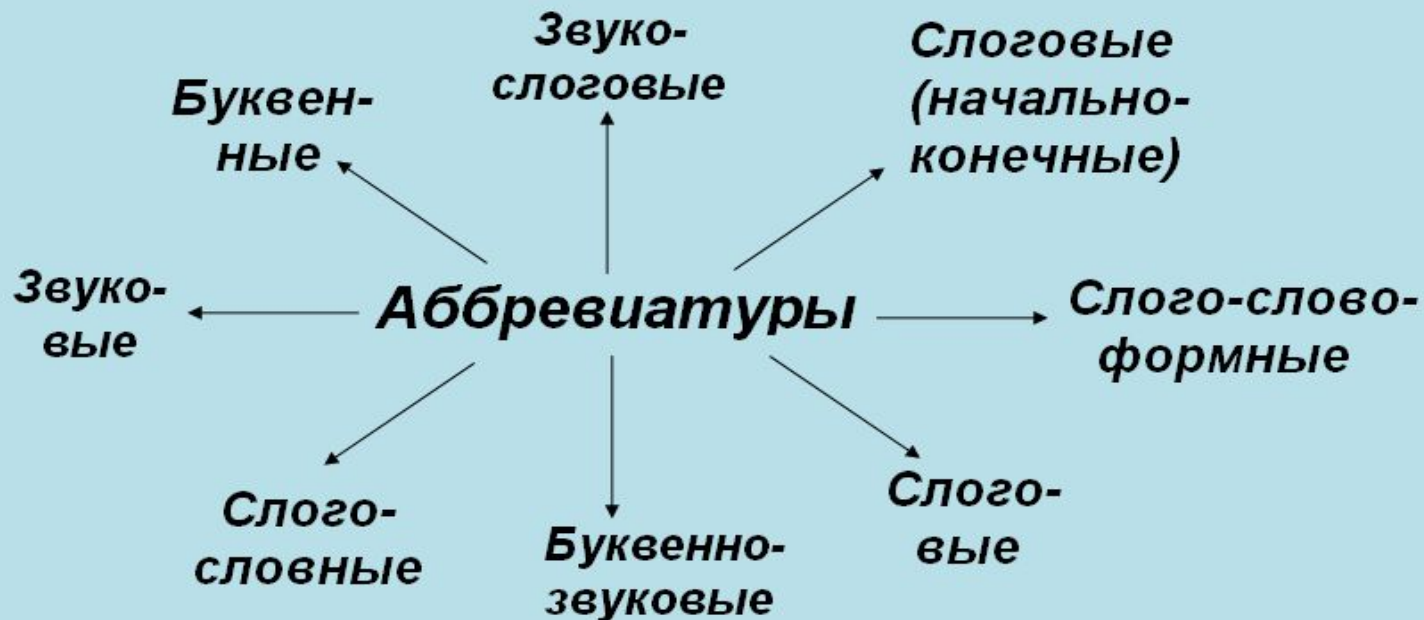 Звуко-
слоговые
Слоговые
(начально-
конечные)
Буквен-
ные
Звуко-
вые
Аббревиатуры
Слого-слово-
формные
Слого-
словные
Буквенно-
звуковые
Слого-
вые